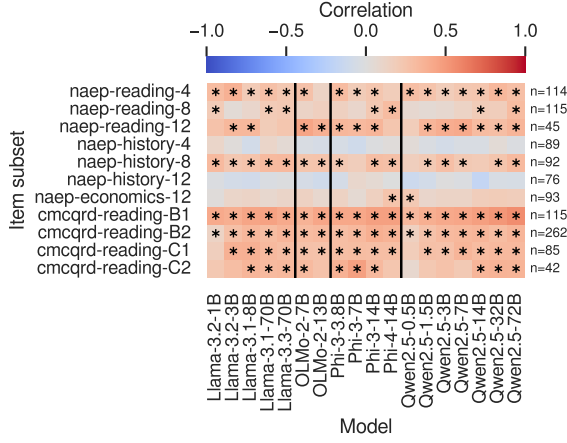 Correlation
−1.0 −0.5 0.0 0.5 1.0
Item subset
naep-reading-4 n=114
naep-reading-8 n=115
naep-reading-12 n=45
naep-history-4 n=89
naep-history-8 n=92
naep-history-12 n=76
naep-economics-12 n=93
cmcqrd-reading-B1 n=115
cmcqrd-reading-B2 n=262
cmcqrd-reading-C1 n=85
cmcqrd-reading-C2 n=42
Llama-3.2-1B
Llama-3.2-3B
Llama-3.1-8B
Llama-3.1-70B
Llama-3.3-70B
OLMo-2-7B
OLMo-2-13B
Phi-3-3.8B
Phi-3-7B
Phi-3-14B
Phi-4-14B
Qwen2.5-0.5B
Qwen2.5-1.5B
Qwen2.5-3B
Qwen2.5-7B
Qwen2.5-14B
Qwen2.5-32B
Qwen2.5-72B
Model